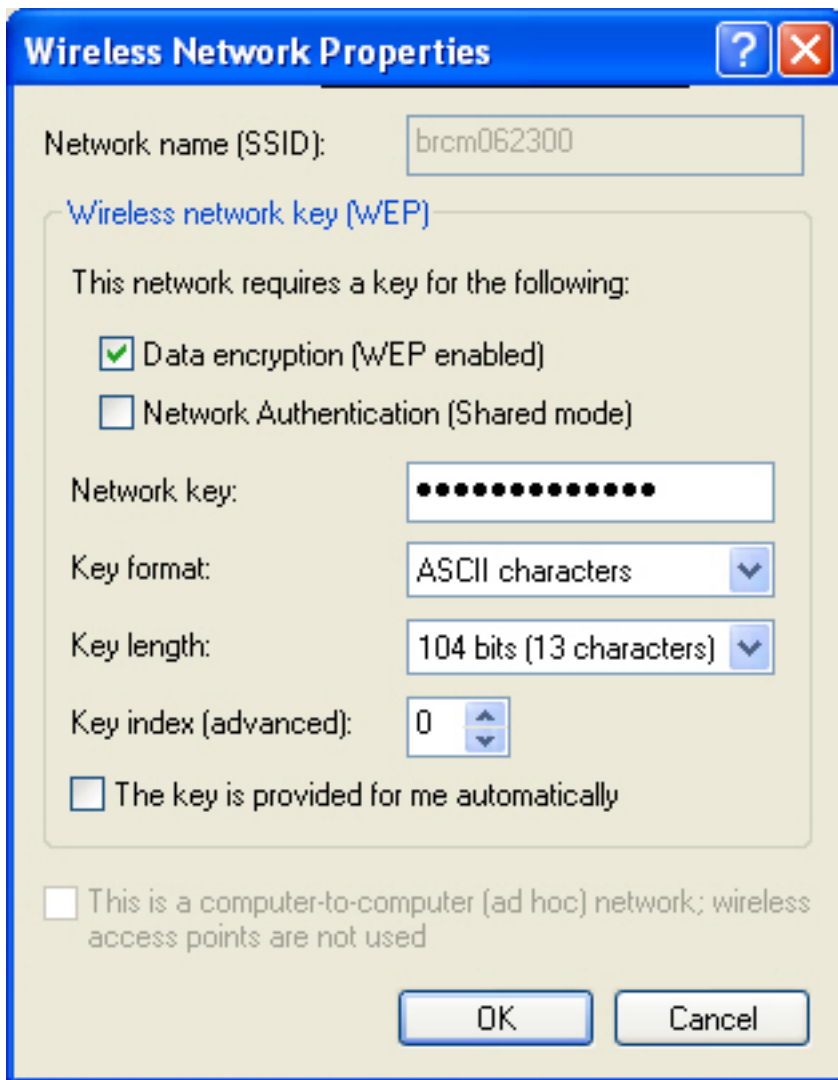 Wireless Network Properties
Network name (SSID):
brcm062300
Wireless network key (WEP)
This network requires a key for the following:
Data encryption (WEP enabled)
Network Authentication (Shared mode)
Network key:
•••••••••••••
Key format:
ASCII characters
Key length:
104 bits (13 characters)
Key index (advanced):
0
The key is provided for me automatically
This is a computer-to-computer (ad hoc) network; wireless
access points are not used
OK
Cancel